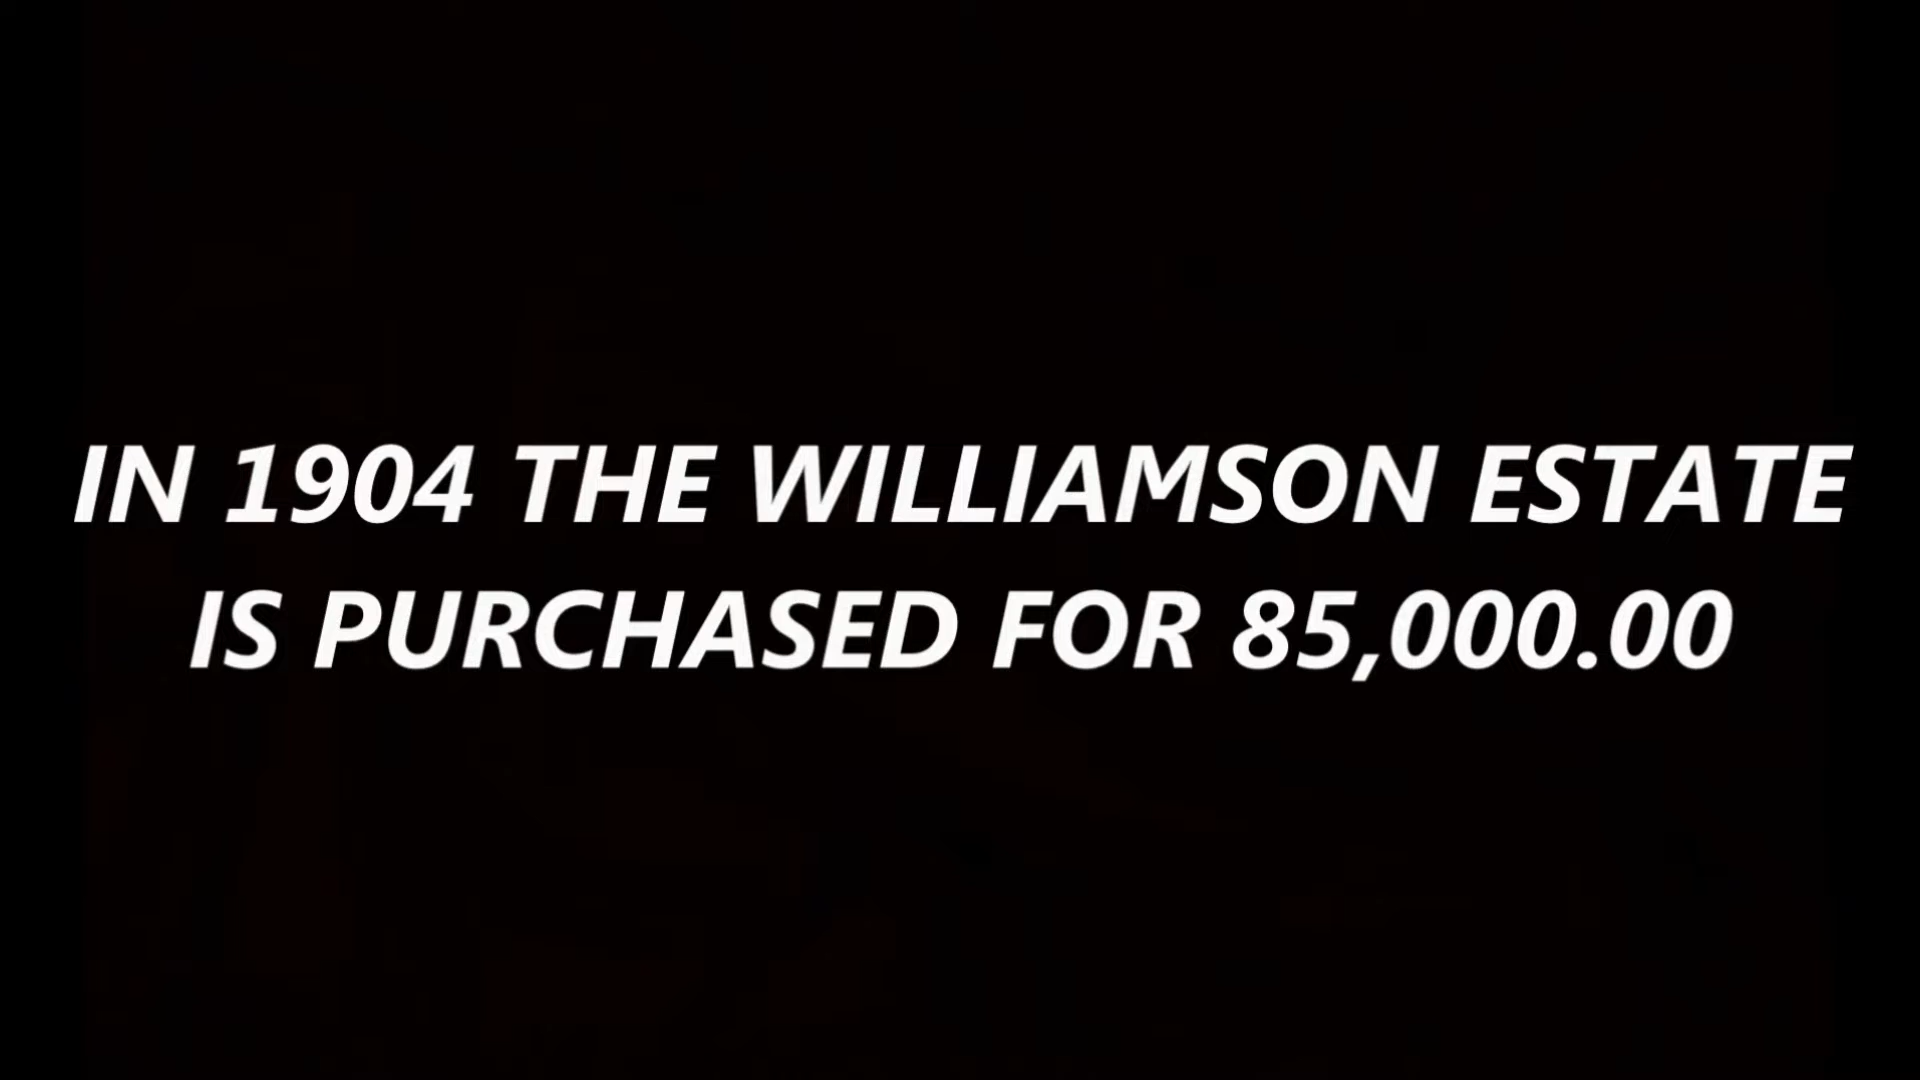 IN 1904 THE WILLIAMSON ESTATE
IS PURCHASED FOR 85,000.00